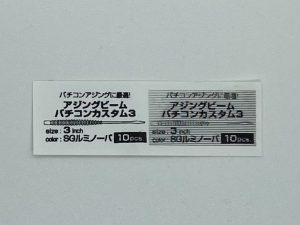 パチコンアジングに最適!
アジングビーム
パチコンカスタム3
size : 3 inch
color : SGルミノーバ 10pcs.
パチコンアジングに最適!
アジングビーム
パチコンカスタム3
size : 3 inch
color : SGルミノーバ 10pcs.